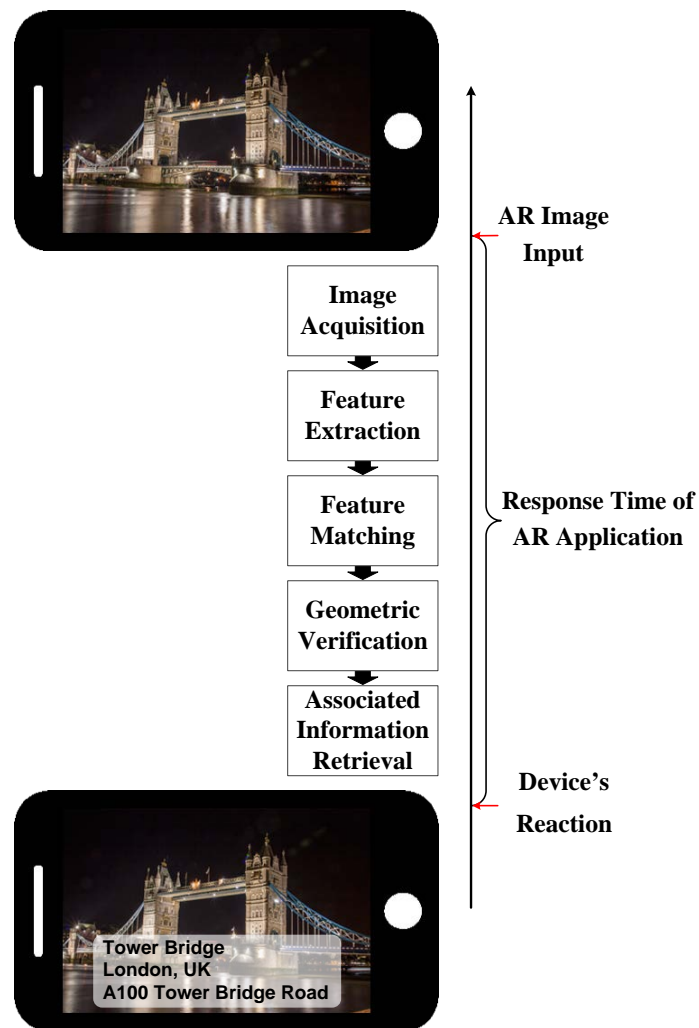 AR Image
Input
Image
Acquisition
Feature
Extraction
Feature
Matching
Response Time of
AR Application
Geometric
Verification
Associated
Information
Retrieval
Device's
Reaction
Tower Bridge
London, UK
A100 Tower Bridge Road